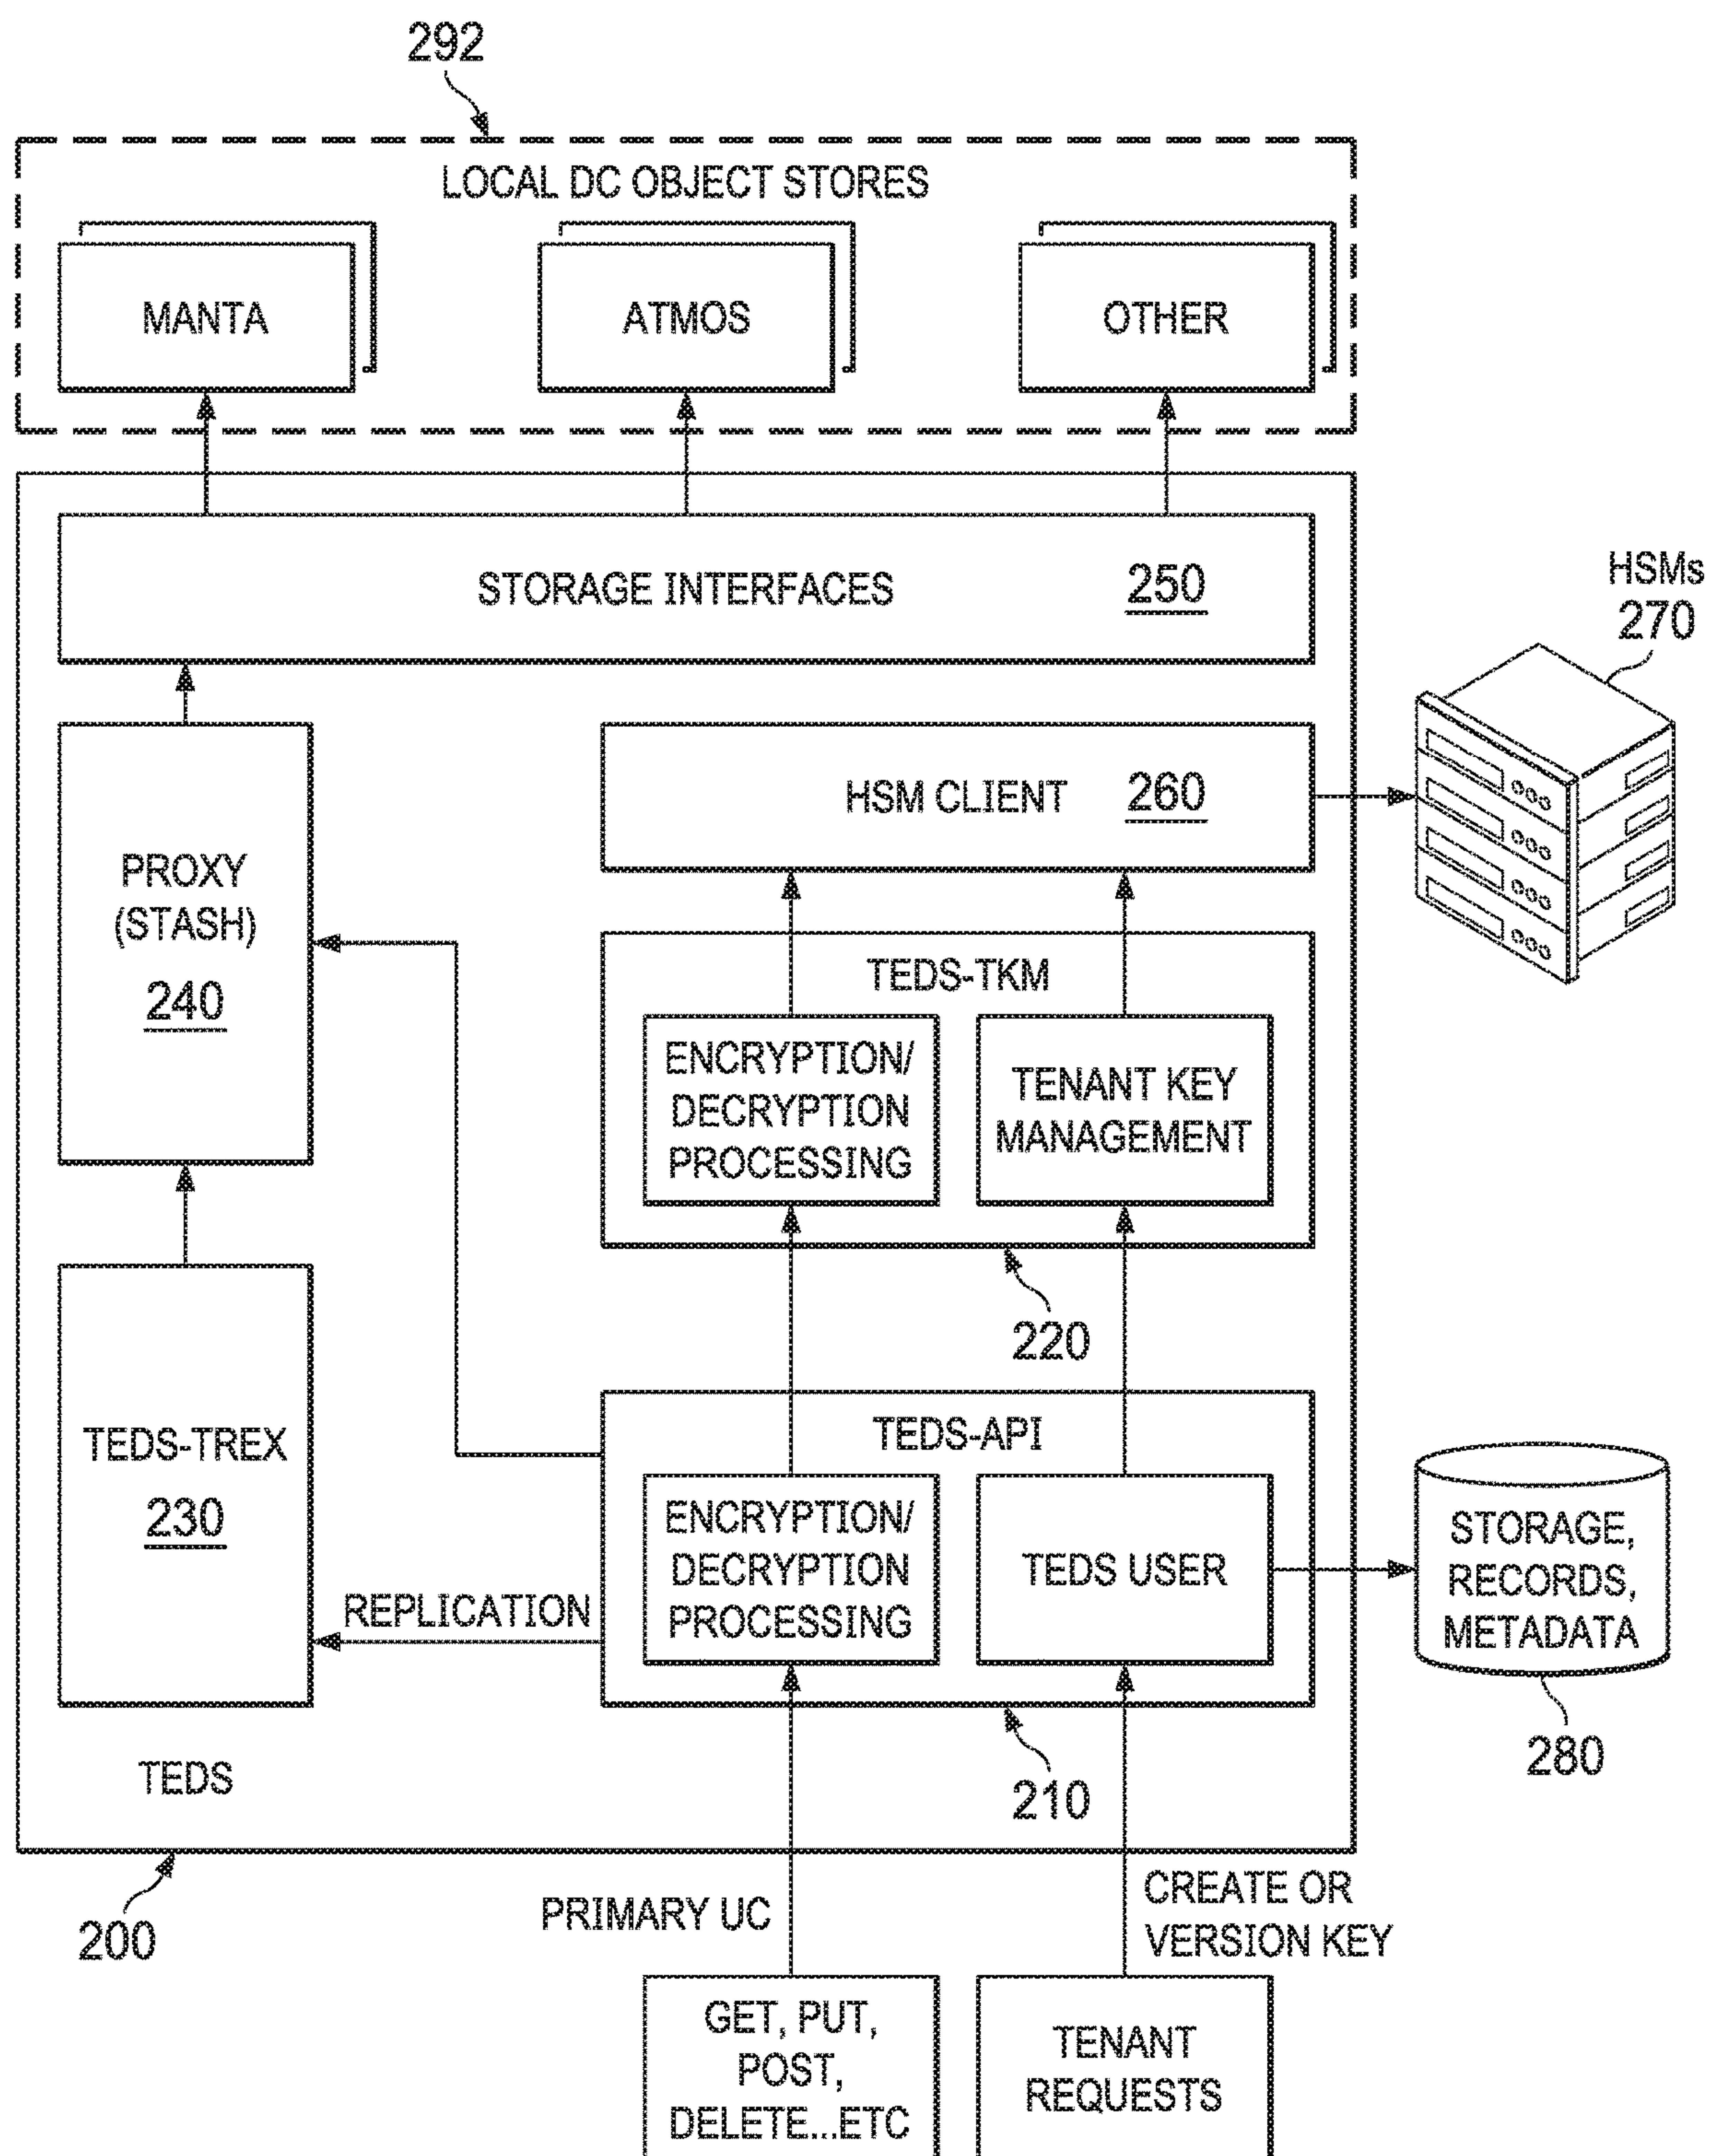 292
LOCAL DC OBJECT STORES
MANTA
ATMOS
OTHER
STORAGE INTERFACES
250
HSMs
270
HSM CLIENT
260
PROXY
(STASH)
240
TEDS-TKM
ENCRYPTION/
DECRYPTION
PROCESSING
TENANT KEY
MANAGEMENT
220
TEDS-TREX
230
TEDS-API
ENCRYPTION/
DECRYPTION
PROCESSING
TEDS USER
REPLICATION
STORAGE,
RECORDS,
METADATA
280
210
TEDS
200
PRIMARY UC
CREATE OR
VERSION KEY
GET, PUT,
POST,
DELETE...ETC
TENANT
REQUESTS